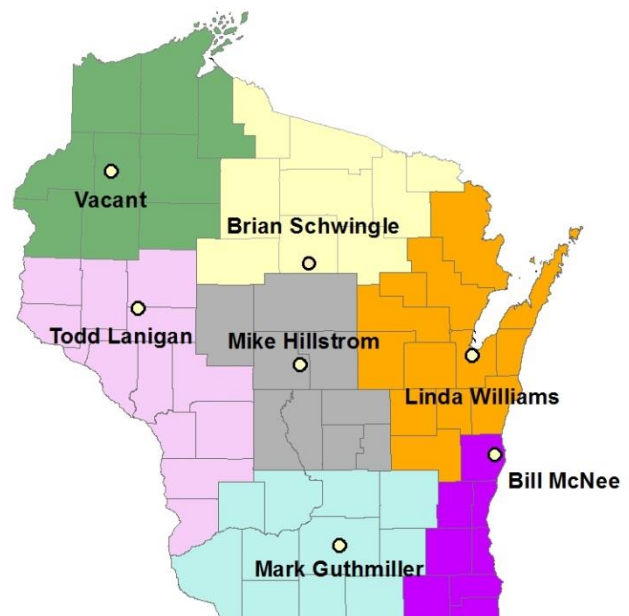 Vacant
Brian Schwingle
Todd Lanigan
Mike Hillstrom
Linda Williams
Bill McNee
Mark Guthmiller